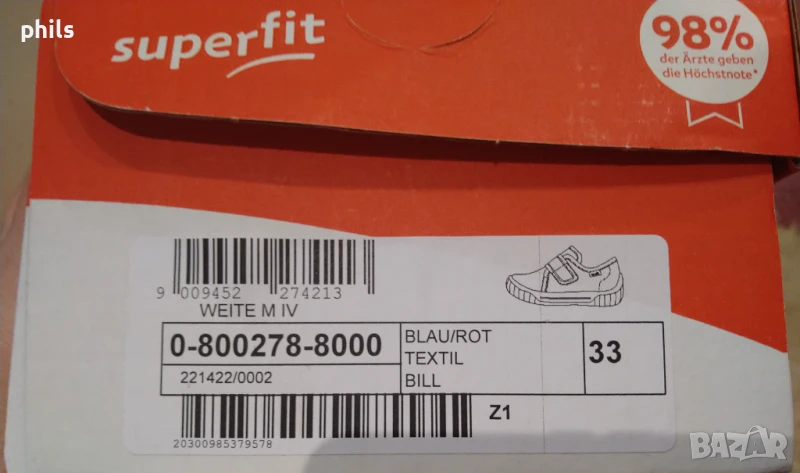 phils
superfit
98%
der Ärzte geben
die Höchstnote*
9 009452 274213
WEITE M IV
0-800278-8000
BLAU/ROT
TEXTIL
BILL
33
221422/0002
Z1
20300985379578
BAZAR